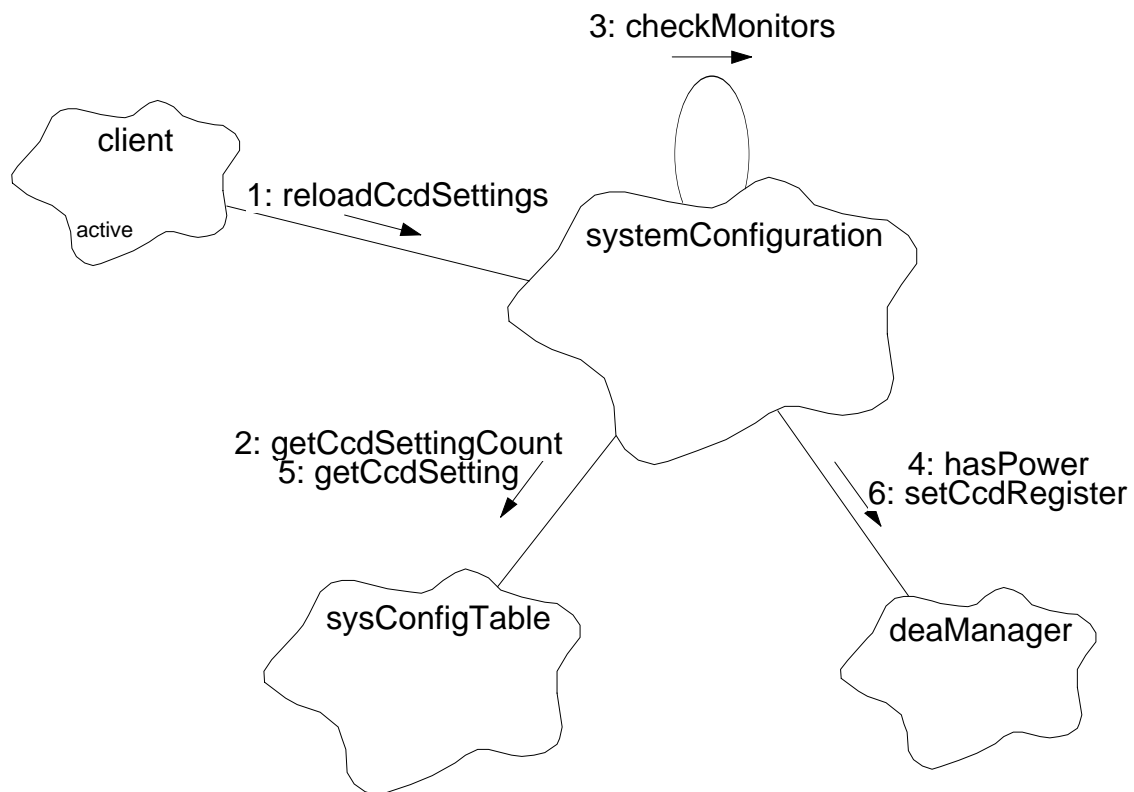 3: checkMonitors
client
active
1: reloadCcdSettings
systemConfiguration
2: getCcdSettingCount
5: getCcdSetting
4: hasPower
6: setCcdRegister
sysConfigTable
deaManager